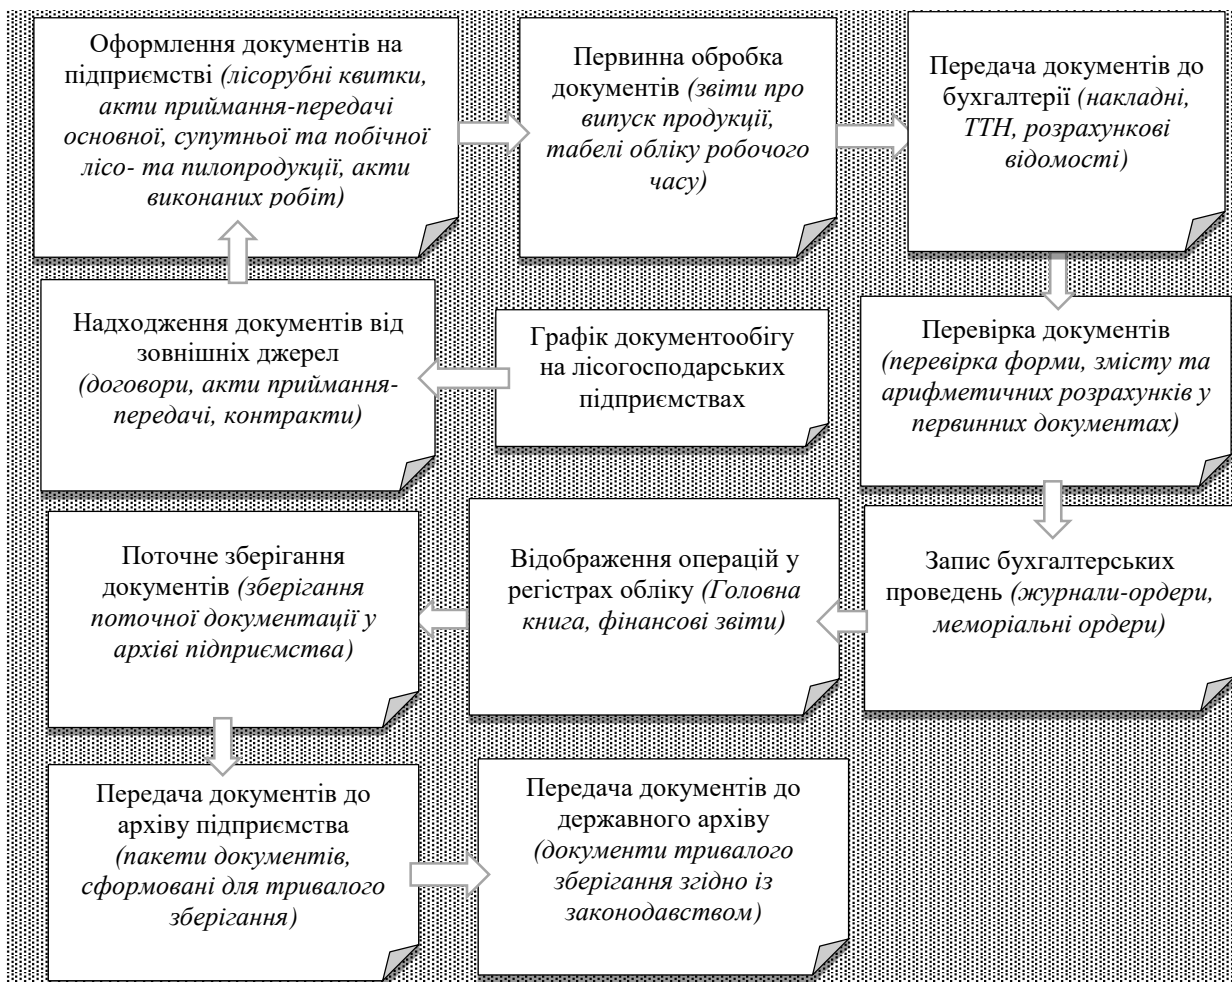 Оформлення документів на
підприємстві (лісорубні квитки,
акти приймання-передачі
основної, супутньої та побічної
лісо- та пилопродукції, акти
виконаних робіт)
Первинна обробка
документів (звіти про
випуск продукції,
табелі обліку робочого
часу)
Передача документів до
бухгалтерії (накладні,
ТТН, розрахункові
відомості)
Надходження документів від
зовнішніх джерел
(договори, акти приймання-
передачі, контракти)
Графік документообігу
на лісогосподарських
підприємствах
Перевірка документів
(перевірка форми, змісту та
арифметичних розрахунків у
первинних документах)
Поточне зберігання
документів (зберігання
поточної документації у
архіві підприємства)
Відображення операцій у
регістрах обліку (Головна
книга, фінансові звіти)
Запис бухгалтерських
проведень (журнали-ордери,
меморіальні ордери)
Передача документів до
архіву підприємства
(пакети документів,
сформовані для тривалого
зберігання)
Передача документів до
державного архіву
(документи тривалого
зберігання згідно із
законодавством)